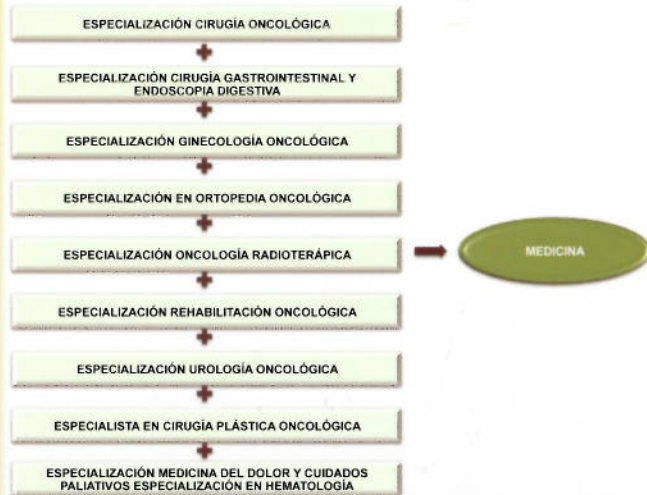 ESPECIALIZACIÓN CIRUGÍA ONCOLÓGICA
ESPECIALIZACIÓN CIRUGÍA GASTROINTESTINAL Y
ENDOSCOPIA DIGESTIVA
ESPECIALIZACIÓN GINECOLOGÍA ONCOLÓGICA
ESPECIALIZACIÓN EN ORTOPEDIA ONCOLÓGICA
ESPECIALIZACIÓN ONCOLOGÍA RADIOTERÁPICA
MEDICINA
ESPECIALIZACIÓN REHABILITACIÓN ONCOLÓGICA
ESPECIALIZACIÓN UROLOGÍA ONCOLÓGICA
ESPECIALISTA EN CIRUGÍA PLÁSTICA ONCOLÓGICA
ESPECIALIZACIÓN MEDICINA DEL DOLOR Y CUIDADOS
PALIATIVOS ESPECIALIZACIÓN EN HEMATOLOGÍA